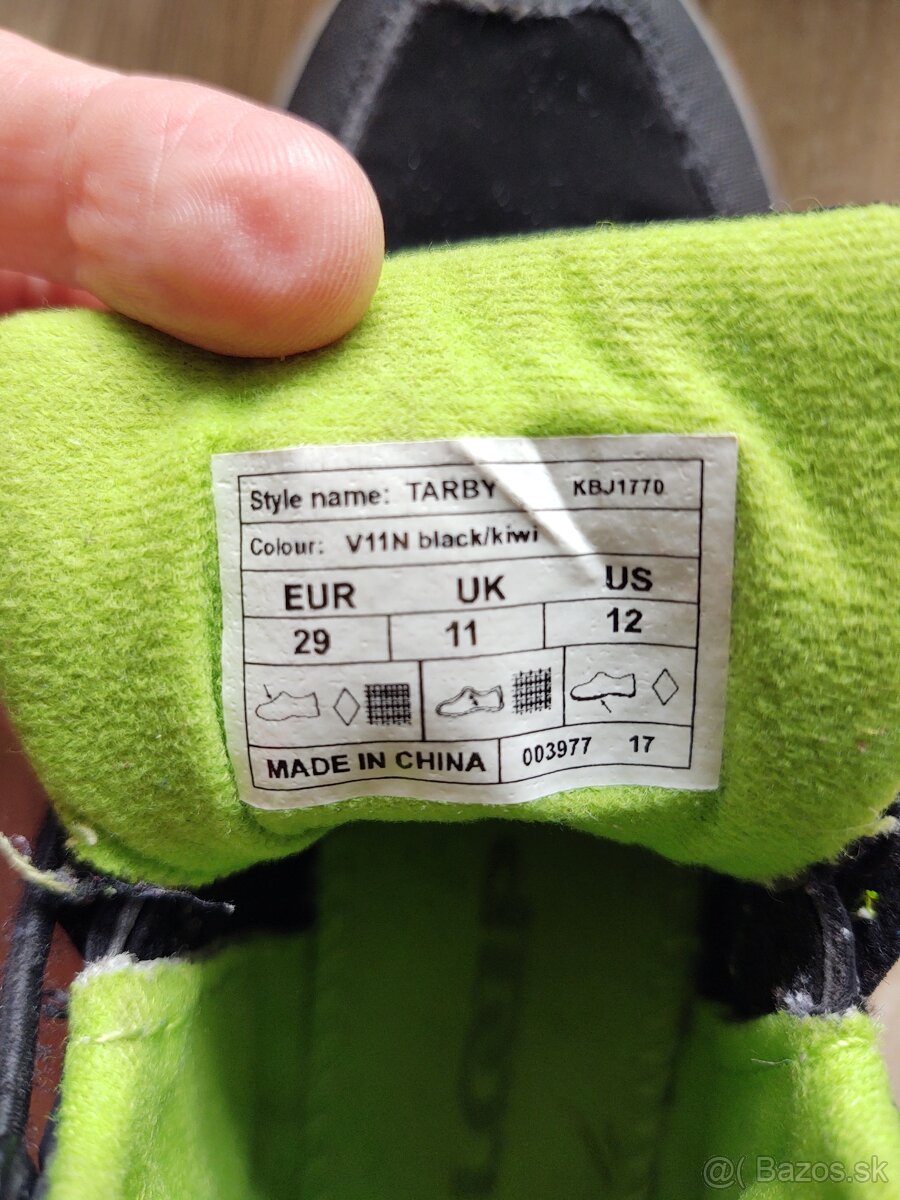 Style name: TARBY KBJ1770
Colour: V11N black/kiwi
EUR UK US
29 11 12
MADE IN CHINA 003977 17
@( Bazos.sk